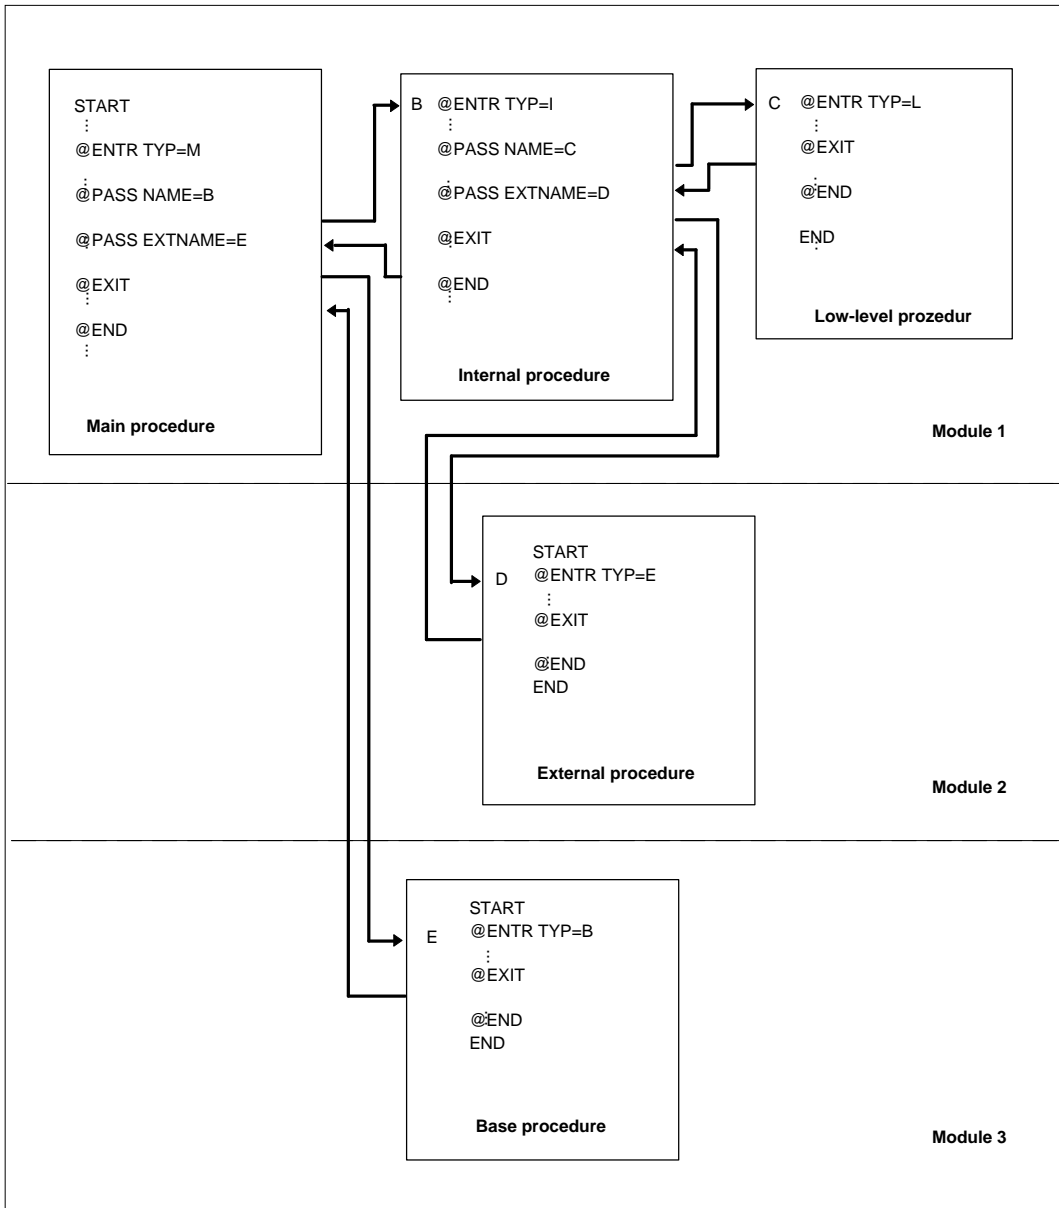 START
⋮
@ENTR TYP=M
⋮
@PASS NAME=B
⋮
@PASS EXTNAME=E
⋮
@EXIT
⋮
@END
⋮
Main procedure
B @ENTR TYP=I
⋮
@PASS NAME=C
⋮
@PASS EXTNAME=D
⋮
@EXIT
⋮
@END
⋮
Internal procedure
C @ENTR TYP=L
⋮
@EXIT
⋮
@END
END
⋮
Low-level prozedur
Module 1
START
D @ENTR TYP=E
⋮
@EXIT
⋮
@END
END
External procedure
Module 2
START
E @ENTR TYP=B
⋮
@EXIT
⋮
@END
END
Base procedure
Module 3